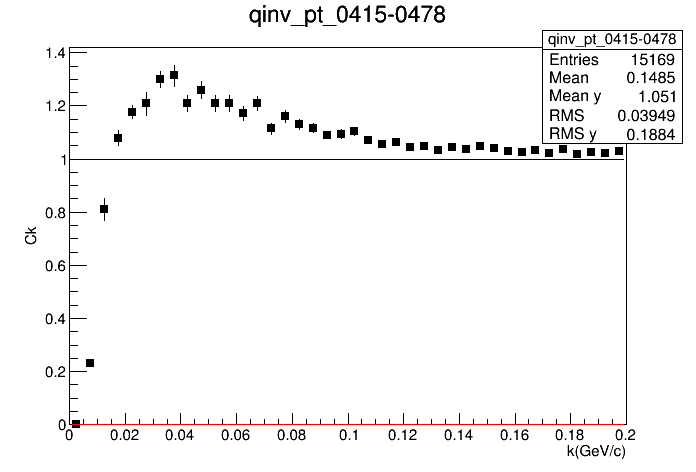 qinv_pt_0415-0478
qinv_pt_0415-0478
Entries 15169
Mean 0.1485
Mean y 1.051
RMS 0.03949
RMS y 0.1884
1.4
1.2
1
0.8
0.6
0.4
0.2
0
Ck
0 0.02 0.04 0.06 0.08 0.1 0.12 0.14 0.16 0.18 0.2
k(GeV/c)